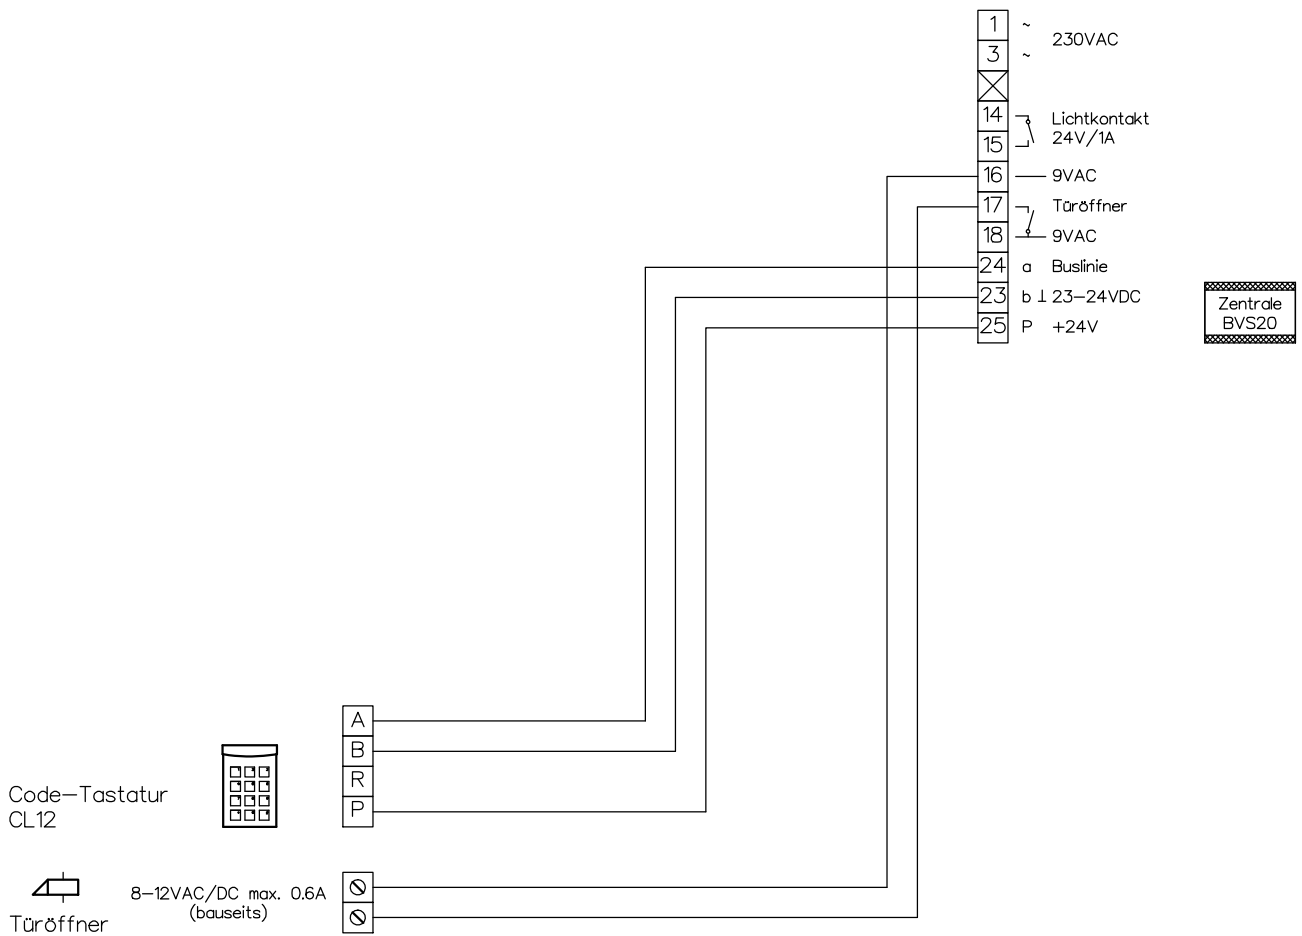 1 ~
230VAC
3 ~
14
Lichtkontakt
24V/1A
15
16 9VAC
17 Türöffner
18 9VAC
24 a Buslinie
23 b ⊥ 23-24VDC
25 P +24V
Zentrale
BVS20
A
B
R
P
Code-Tastatur
CL12
8-12VAC/DC max. 0.6A
(bauseits)
Türöffner